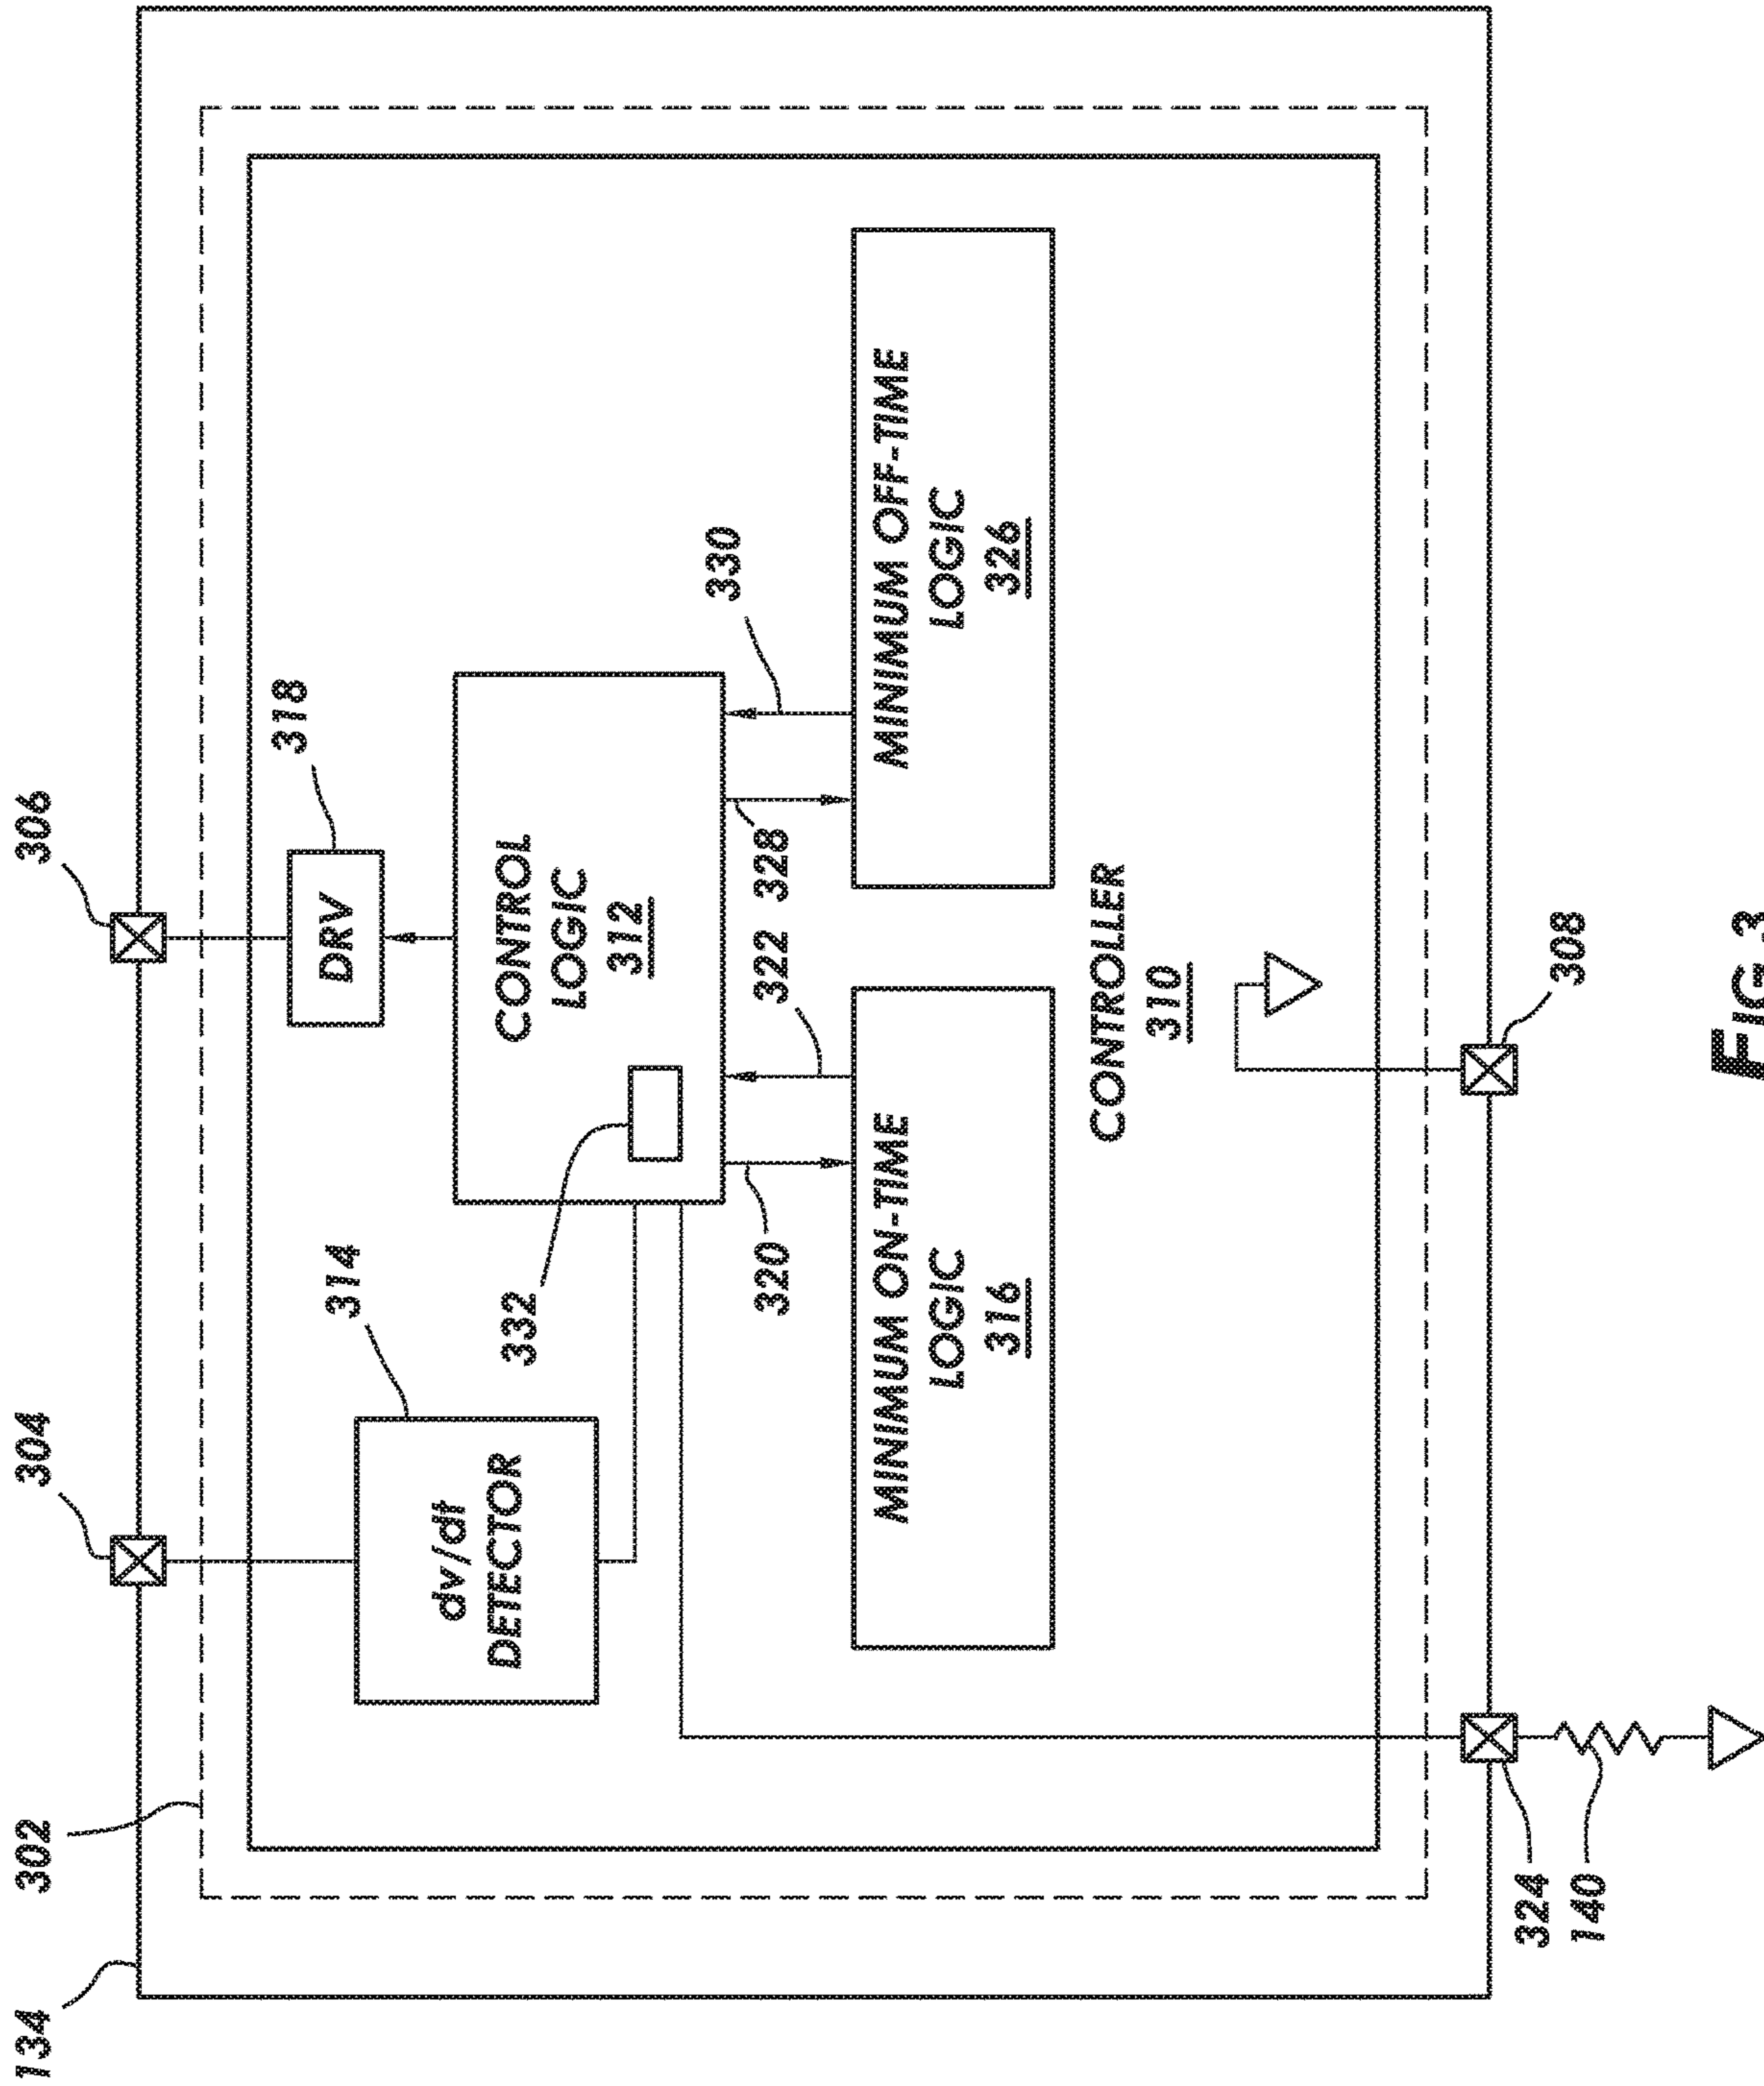 134
302
304
306
314
318
dv/dt
DETECTOR
332
DRV
CONTROL
LOGIC
312
320
322
328
330
MINIMUM ON-TIME
LOGIC
316
MINIMUM OFF-TIME
LOGIC
326
CONTROLLER
310
324
140
308
FIG.3